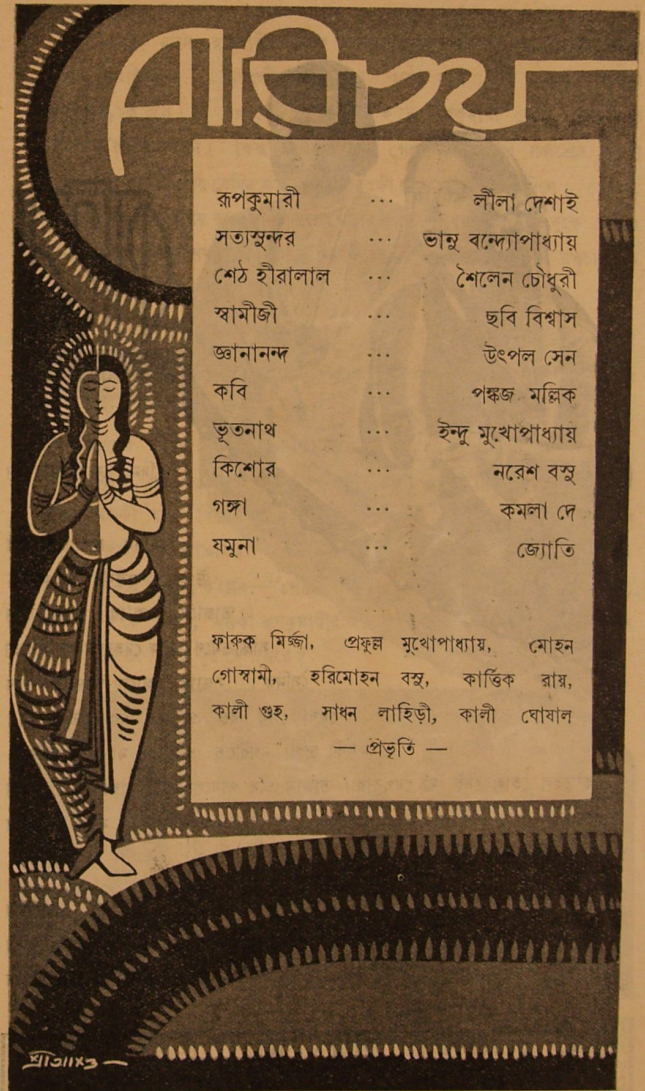 পরিচয়
রূপকুমারী ... লীলা দেশাই
সত্যসুন্দর ... ভানু বন্দ্যোপাধ্যায়
শেঠ হীরালাল ... শৈলেন চৌধুরী
স্বামীজী ... ছবি বিশ্বাস
জ্ঞানানন্দ ... উৎপল সেন
কবি ... পঙ্কজ মল্লিক
ভূতনাথ ... ইন্দু মুখোপাধ্যায়
কিশোর ... নরেশ বসু
গঙ্গা ... কমলা দে
যমুনা ... জ্যোতি
ফারুক মির্জ্জা, প্রফুল্ল মুখোপাধ্যায়, মোহন
গোস্বামী, হরিমোহন বসু, কার্ত্তিক রায়,
কালী গুহ, সাধন লাহিড়ী, কালী ঘোষাল
— প্রভৃতি —